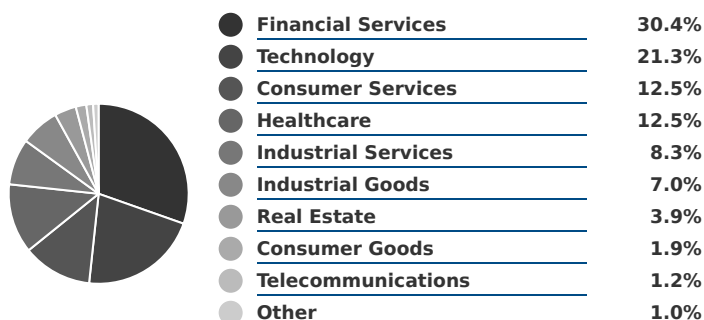 Financial Services 30.4%
Technology 21.3%
Consumer Services 12.5%
Healthcare 12.5%
Industrial Services 8.3%
Industrial Goods 7.0%
Real Estate 3.9%
Consumer Goods 1.9%
Telecommunications 1.2%
Other 1.0%